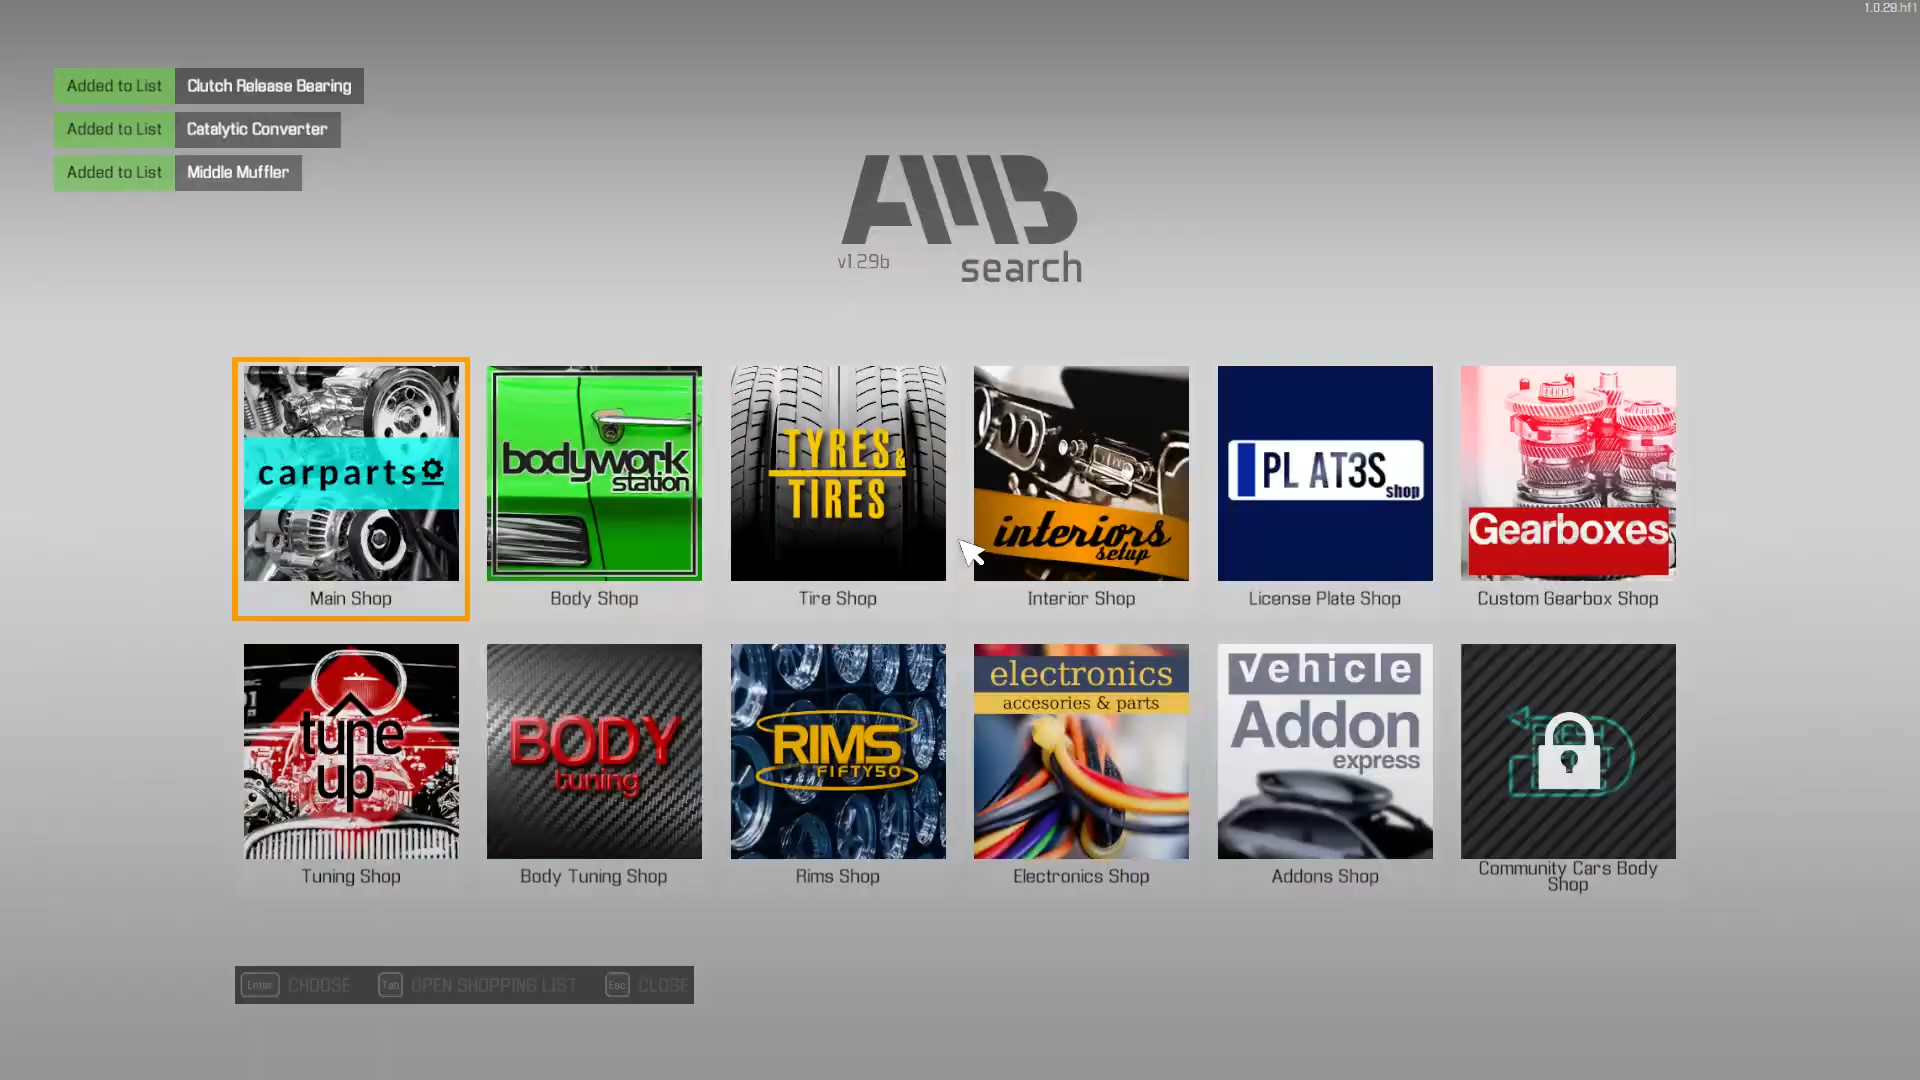 1.0.29.hf1
Added to List Clutch Release Bearing
Added to List Catalytic Converter
Added to List Middle Muffler
AMB
v1.29b search
carparts
Main Shop
bodywork
station
Body Shop
TYRES &
TIRES
Tire Shop
interiors
setup
Interior Shop
PL AT3S
shop
License Plate Shop
Gearboxes
Custom Gearbox Shop
tune
up
Tuning Shop
BODY
tuning
Body Tuning Shop
RIMS
FIFTY50
Rims Shop
electronics
accesories & parts
Electronics Shop
vehicle
Addon
express
Addons Shop
Community Cars Body
Shop
Enter CHOOSE Tab OPEN SHOPPING LIST Esc CLOSE